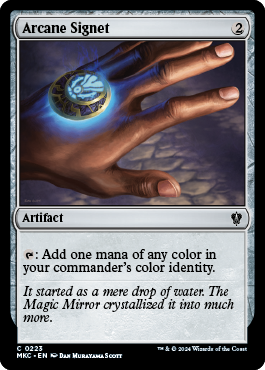 Arcane Signet 2
Artifact
: Add one mana of any color in
your commander's color identity.
It started as a mere drop of water. The
Magic Mirror crystallized it into much
more.
C 0223
MKC • EN Dan Murayama Scott
™ & © 2024 Wizards of the Coast